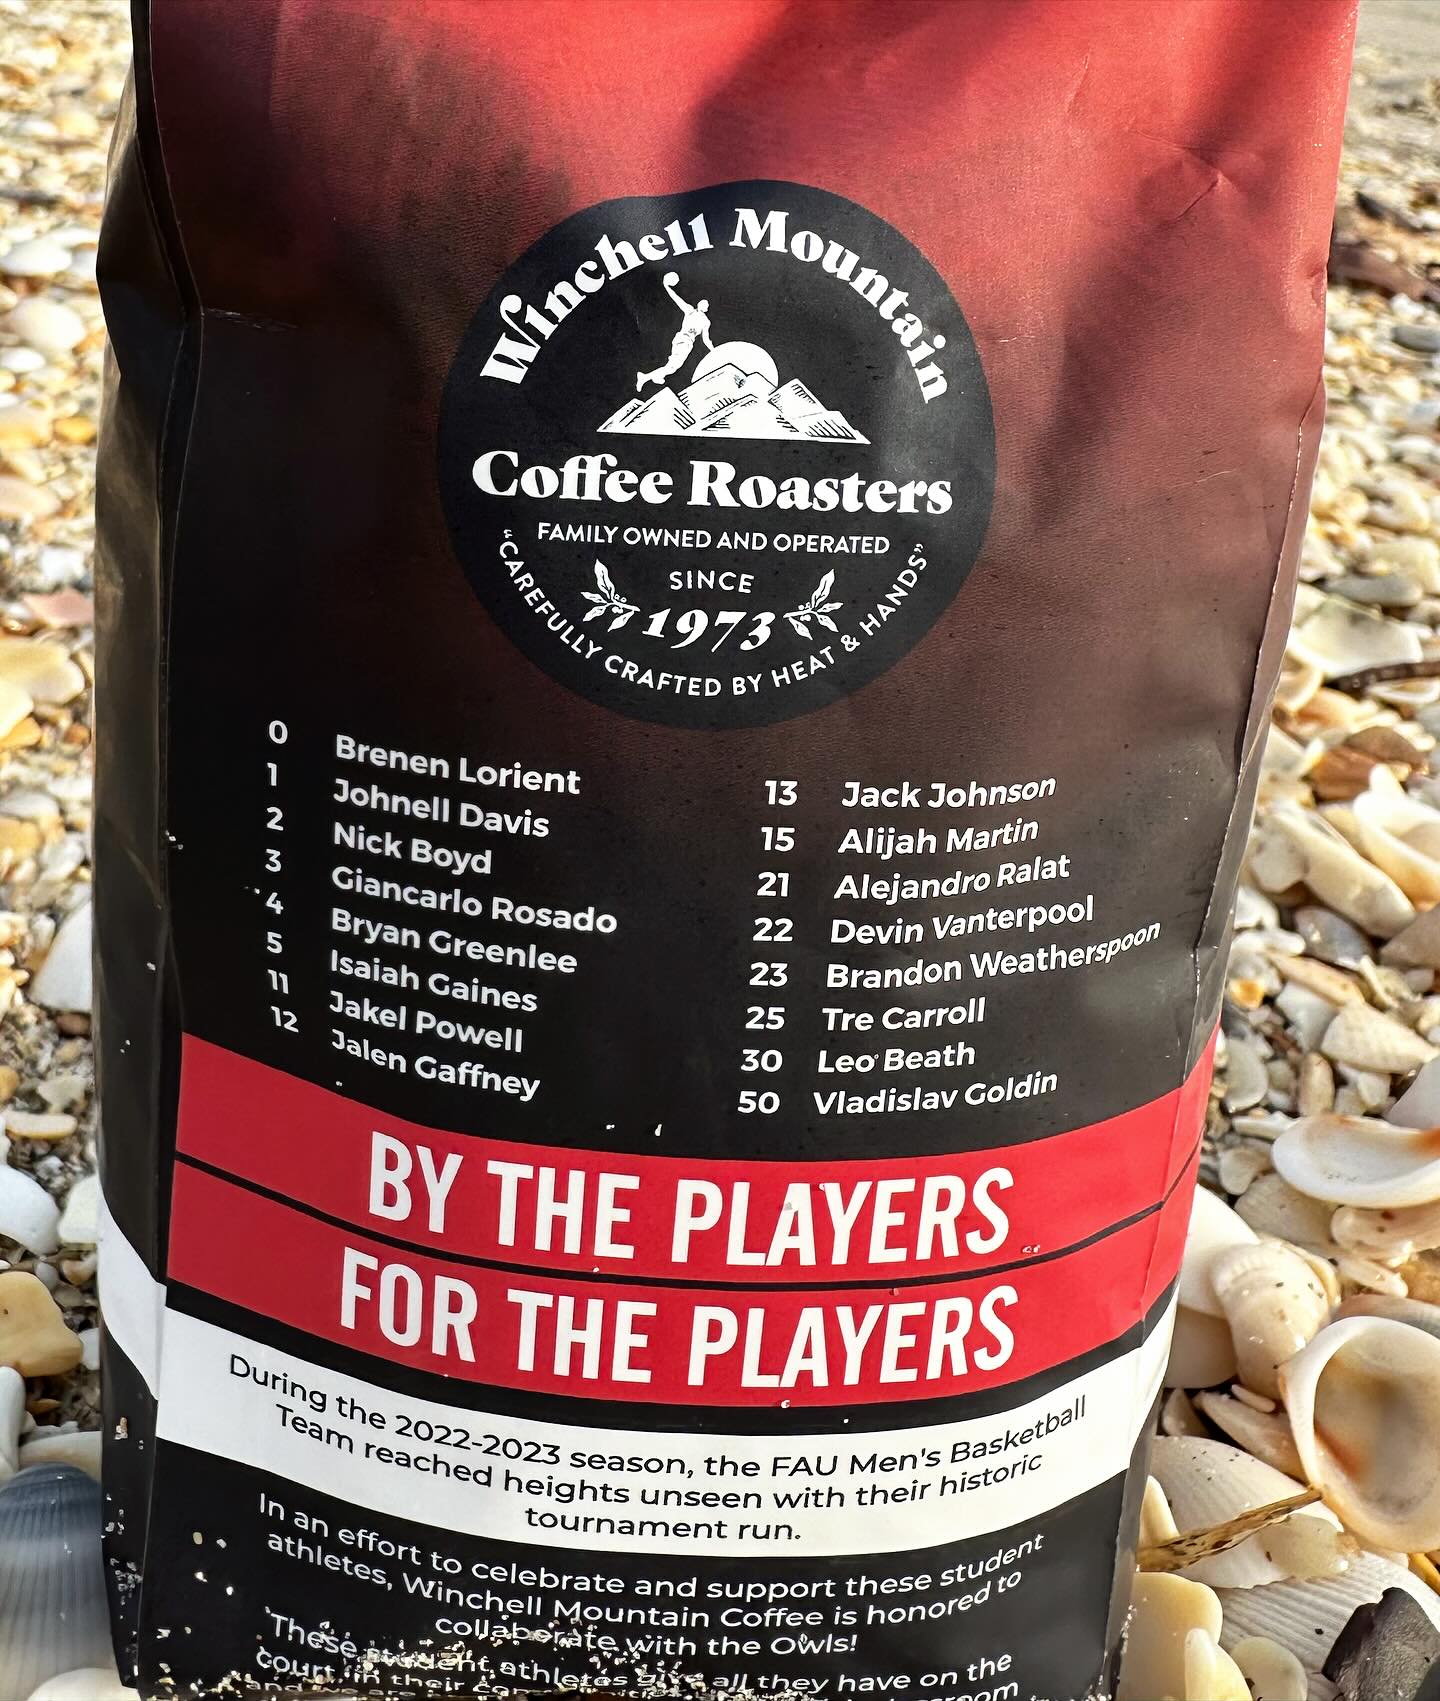 Winchell Mountain
Coffee Roasters
FAMILY OWNED AND OPERATED
SINCE
1973
"CAREFULLY CRAFTED BY HEAT & HANDS"
0 Brenen Lorient
1 Johnell Davis
2 Nick Boyd
3 Giancarlo Rosado
4 Bryan Greenlee
5 Isaiah Gaines
11 Jakel Powell
12 Jalen Gaffney
13 Jack Johnson
15 Alijah Martin
21 Alejandro Ralat
22 Devin Vanterpool
23 Brandon Weatherspoon
25 Tre Carroll
30 Leo Beath
50 Vladislav Goldin
BY THE PLAYERS
FOR THE PLAYERS
During the 2022-2023 season, the FAU Men's Basketball
Team reached heights unseen with their historic
tournament run.
In an effort to celebrate and support these student
athletes, Winchell Mountain Coffee is honored to
collaborate with the Owls!
"These student athletes give all they have on the
court, in their